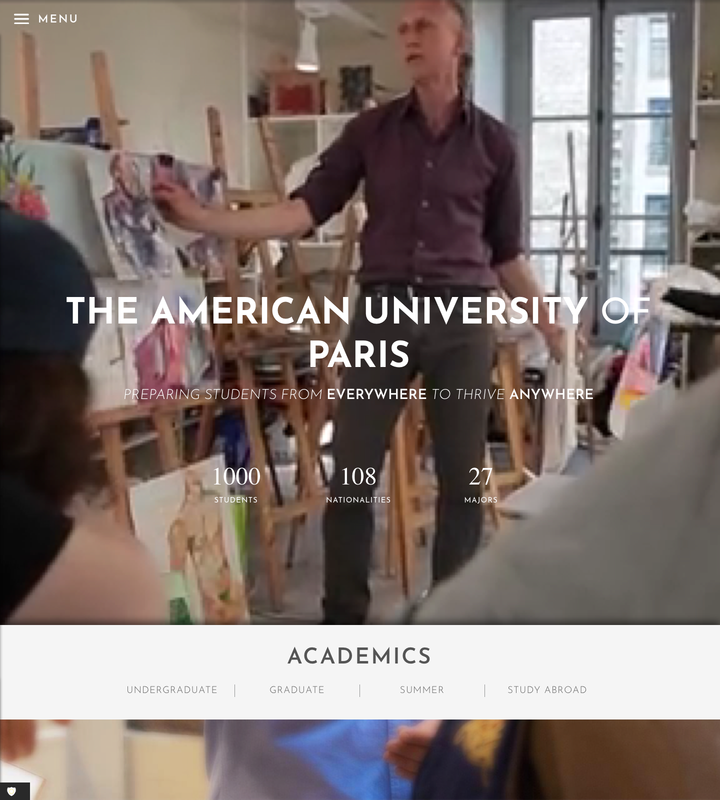 MENU
THE AMERICAN UNIVERSITY OF
PARIS
PREPARING STUDENTS FROM EVERYWHERE TO THRIVE ANYWHERE
1000 108 27
STUDENTS NATIONALITIES MAJORS
ACADEMICS
UNDERGRADUATE GRADUATE SUMMER STUDY ABROAD